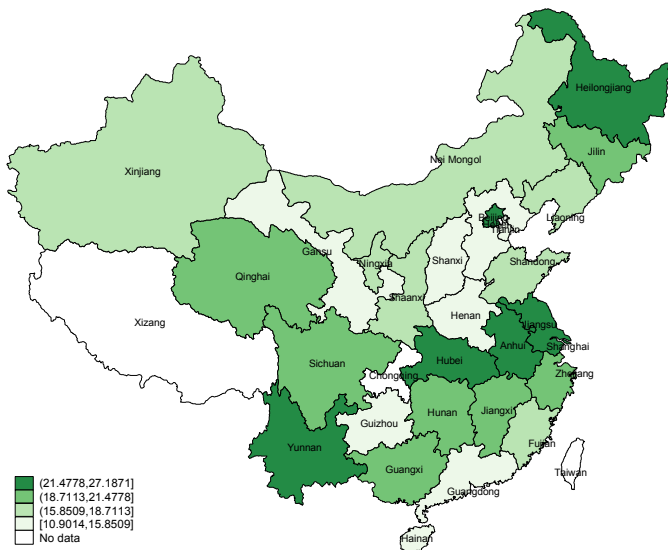 Heilongjiang
Jilin
Nei Mongol
Xinjiang
Liaoning
Beijing
Tianjin
Gansu
Shanxi
Ningxia
Shandong
Qinghai
Shaanxi
Henan
Xizang
Jiangsu
Anhui
Shanghai
Hubei
Sichuan
Chongqing
Zhejiang
Hunan
Jiangxi
Guizhou
Fujian
Yunnan
Guangxi
Taiwan
Guangdong
Hainan
(21.4778,27.1871]
(18.7113,21.4778]
(15.8509,18.7113]
[10.9014,15.8509]
No data